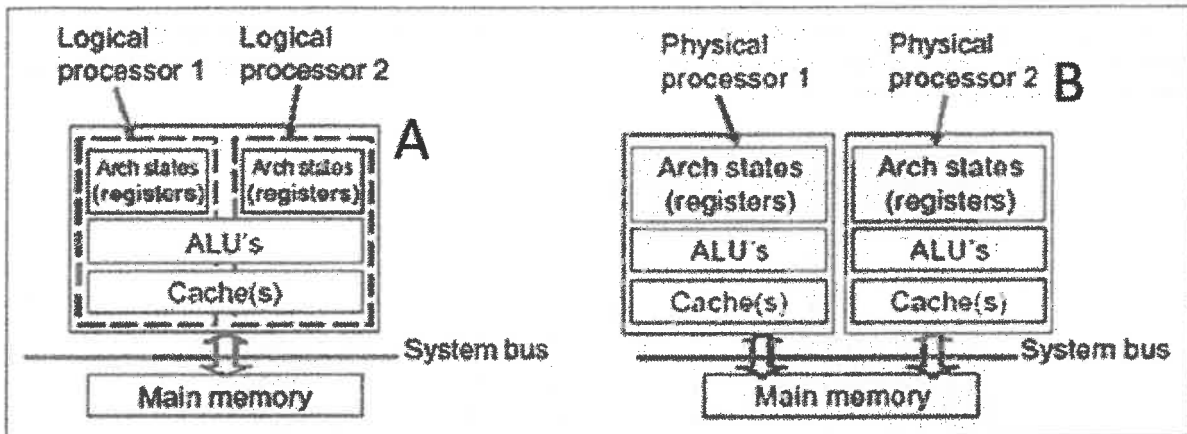 Logical
processor 1
Logical
processor 2
A
Arch states
(registers)
Arch states
(registers)
ALU's
Cache(s)
System bus
Main memory
Physical
processor 1
Physical
processor 2
B
Arch states
(registers)
Arch states
(registers)
ALU's
ALU's
Cache(s)
Cache(s)
System bus
Main memory